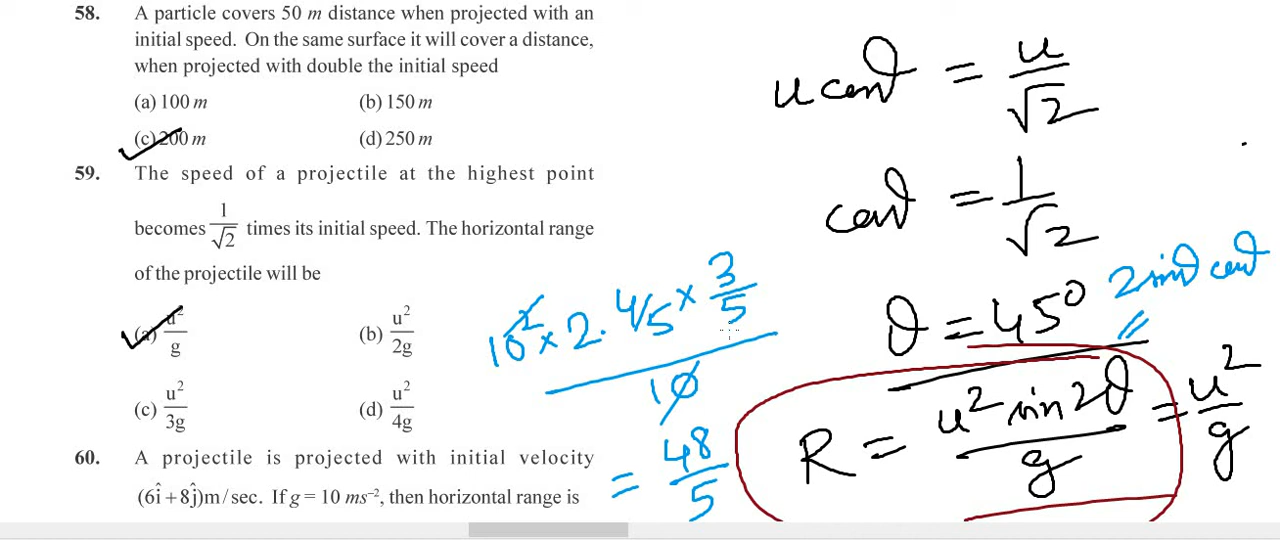 58. A particle covers 50 m distance when projected with an
initial speed. On the same surface it will cover a distance,
when projected with double the initial speed
(a) 100 m (b) 150 m
(c) 200 m (d) 250 m
59. The speed of a projectile at the highest point
becomes 1/√2 times its initial speed. The horizontal range
of the projectile will be
(a) u²/g (b) u²/2g
(c) u²/3g (d) u²/4g
60. A projectile is projected with initial velocity
(6î + 8ĵ)m/sec. If g = 10 ms⁻², then horizontal range is
u cosθ = u/√2
cosθ = 1/√2
θ = 45°
2 sinθ cosθ
R = u² sin 2θ/g = u²/g
10² × 2 · 4/5 × 3/5
10
= 48/5